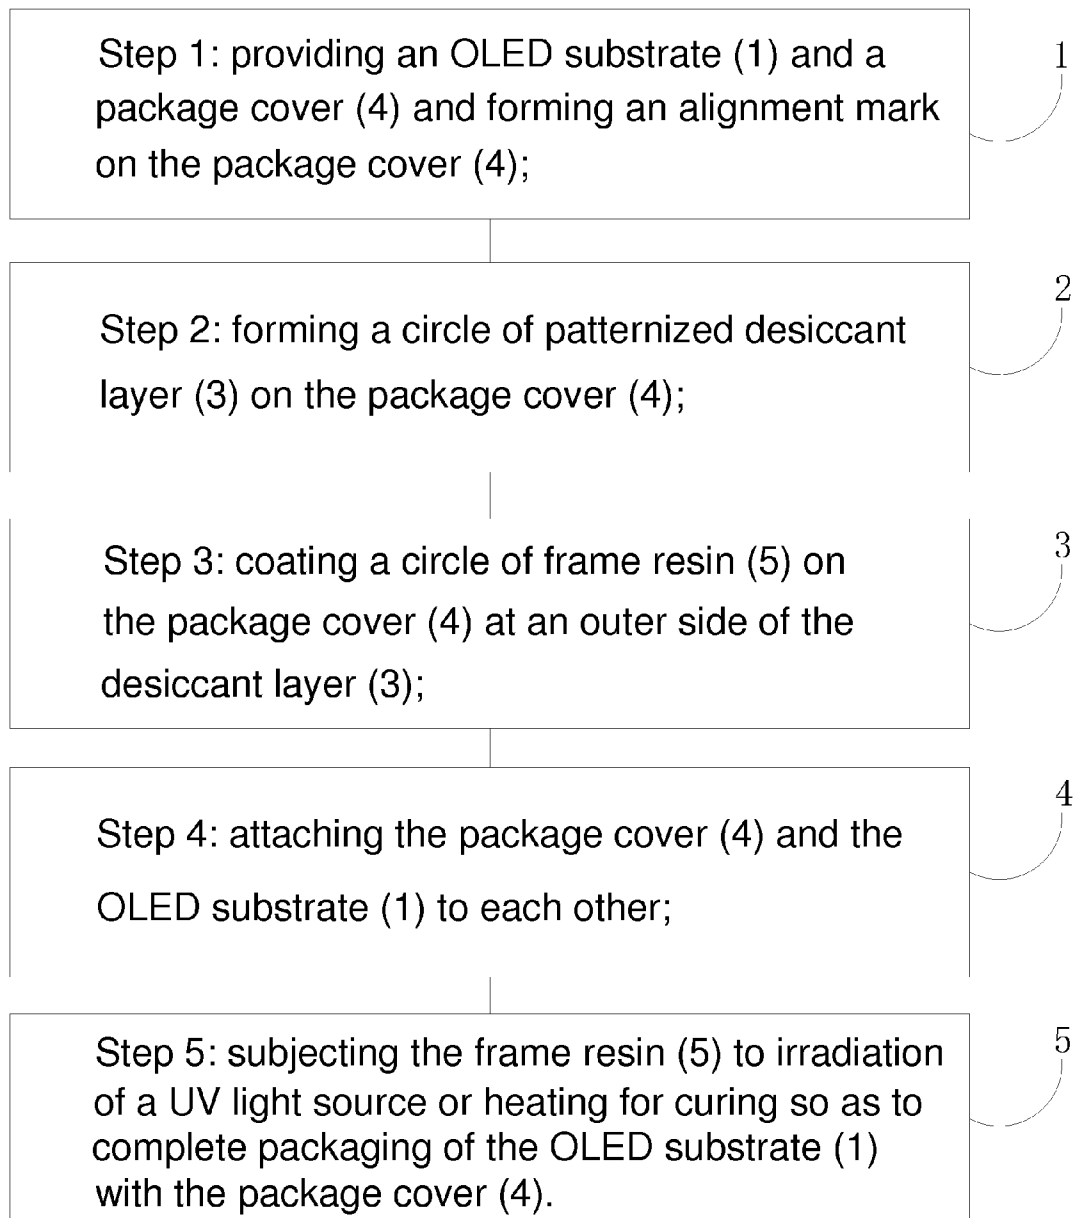 Step 1: providing an OLED substrate (1) and a
package cover (4) and forming an alignment mark
on the package cover (4);
1
Step 2: forming a circle of patternized desiccant
layer (3) on the package cover (4);
2
Step 3: coating a circle of frame resin (5) on
the package cover (4) at an outer side of the
desiccant layer (3);
3
Step 4: attaching the package cover (4) and the
OLED substrate (1) to each other;
4
Step 5: subjecting the frame resin (5) to irradiation
of a UV light source or heating for curing so as to
complete packaging of the OLED substrate (1)
with the package cover (4).
5